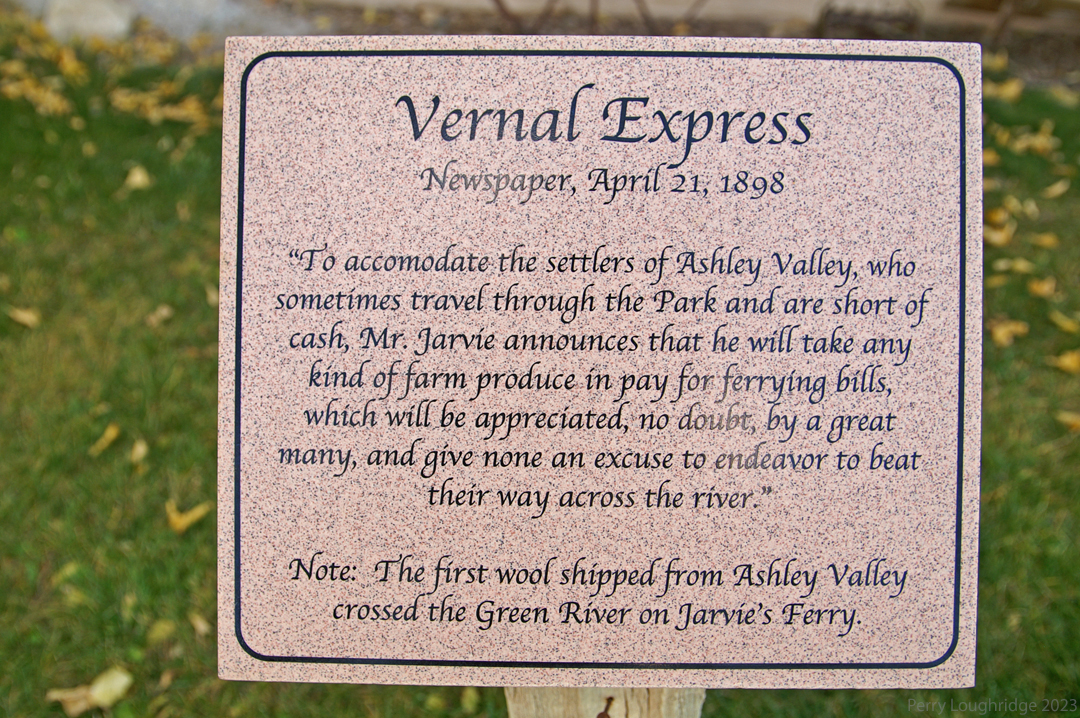 Vernal Express
Newspaper, April 21, 1898
“To accomodate the settlers of Ashley Valley, who
sometimes travel through the Park and are short of
cash, Mr. Jarvie announces that he will take any
kind of farm produce in pay for ferrying bills,
which will be appreciated, no doubt, by a great
many, and give none an excuse to endeavor to beat
their way across the river.”
Note: The first wool shipped from Ashley Valley
crossed the Green River on Jarvie's Ferry.
Perry Loughridge 2023